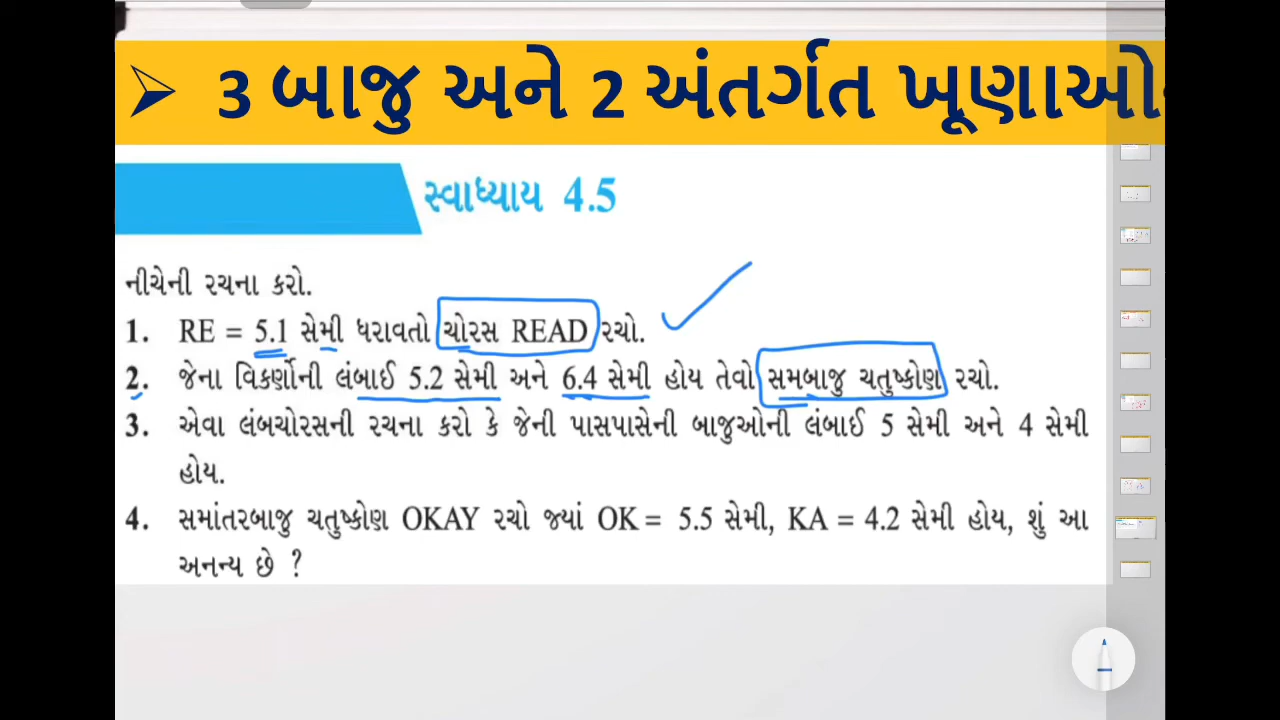 ➢ 3 બાજુ અને 2 અંતર્ગત ખૂણાઓ
સ્વાધ્યાય 4.5
નીચેની રચના કરો.
1. RE = 5.1 સેમી ધરાવતો ચોરસ READ રચો.
2. જેના વિકર્ણોની લંબાઈ 5.2 સેમી અને 6.4 સેમી હોય તેવો સમબાજુ ચતુષ્કોણ રચો.
3. એવા લંબચોરસની રચના કરો કે જેની પાસપાસેની બાજુઓની લંબાઈ 5 સેમી અને 4 સેમી
હોય.
4. સમાંતરબાજુ ચતુષ્કોણ OKAY રચો જ્યાં OK = 5.5 સેમી, KA = 4.2 સેમી હોય, શું આ
અનન્ય છે ?